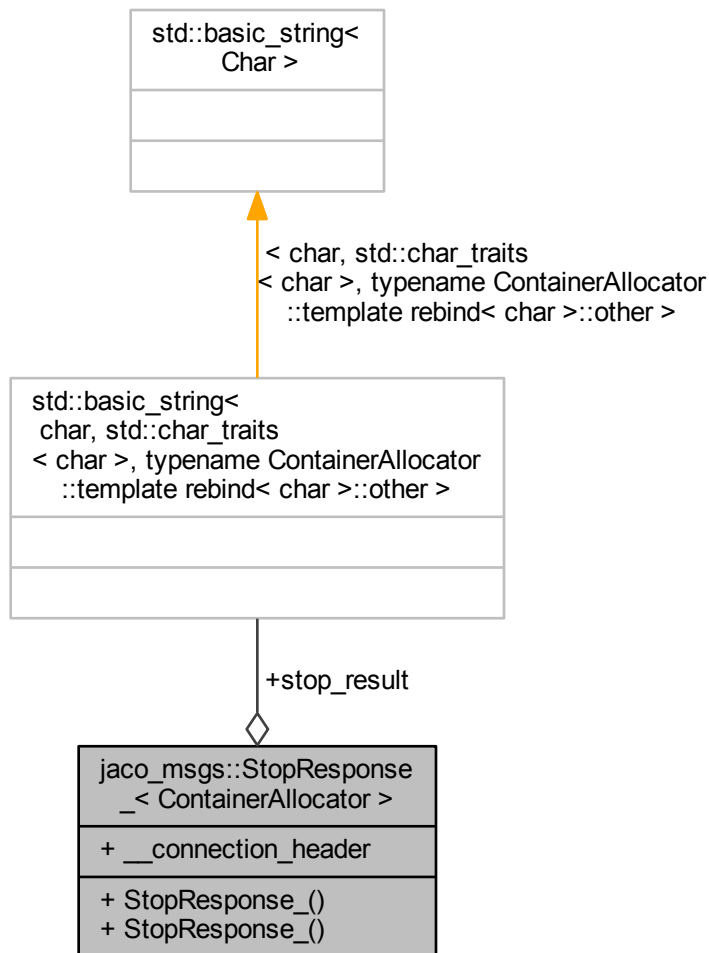 std::basic_string<
Char >
< char, std::char_traits
< char >, typename ContainerAllocator
::template rebind< char >::other >
std::basic_string<
char, std::char_traits
< char >, typename ContainerAllocator
::template rebind< char >::other >
+stop_result
jaco_msgs::StopResponse
_< ContainerAllocator >
+ __connection_header
+ StopResponse_()
+ StopResponse_()